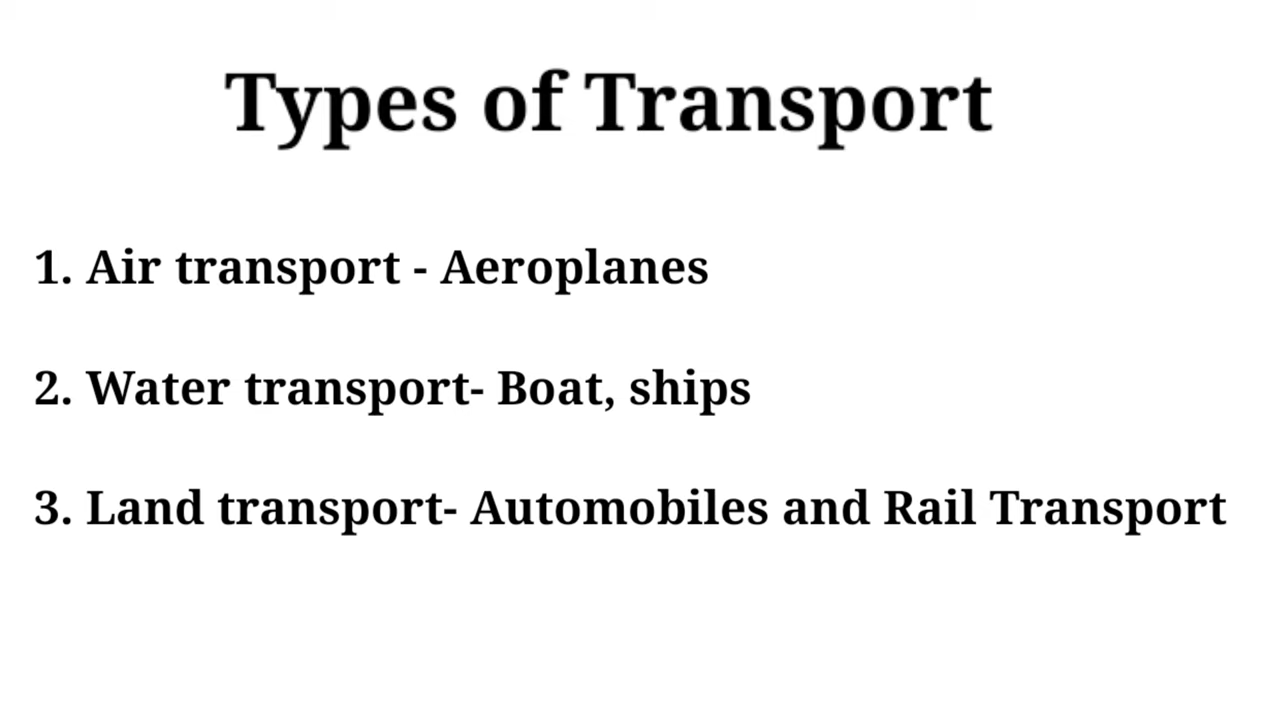 Types of Transport
1. Air transport - Aeroplanes
2. Water transport- Boat, ships
3. Land transport- Automobiles and Rail Transport